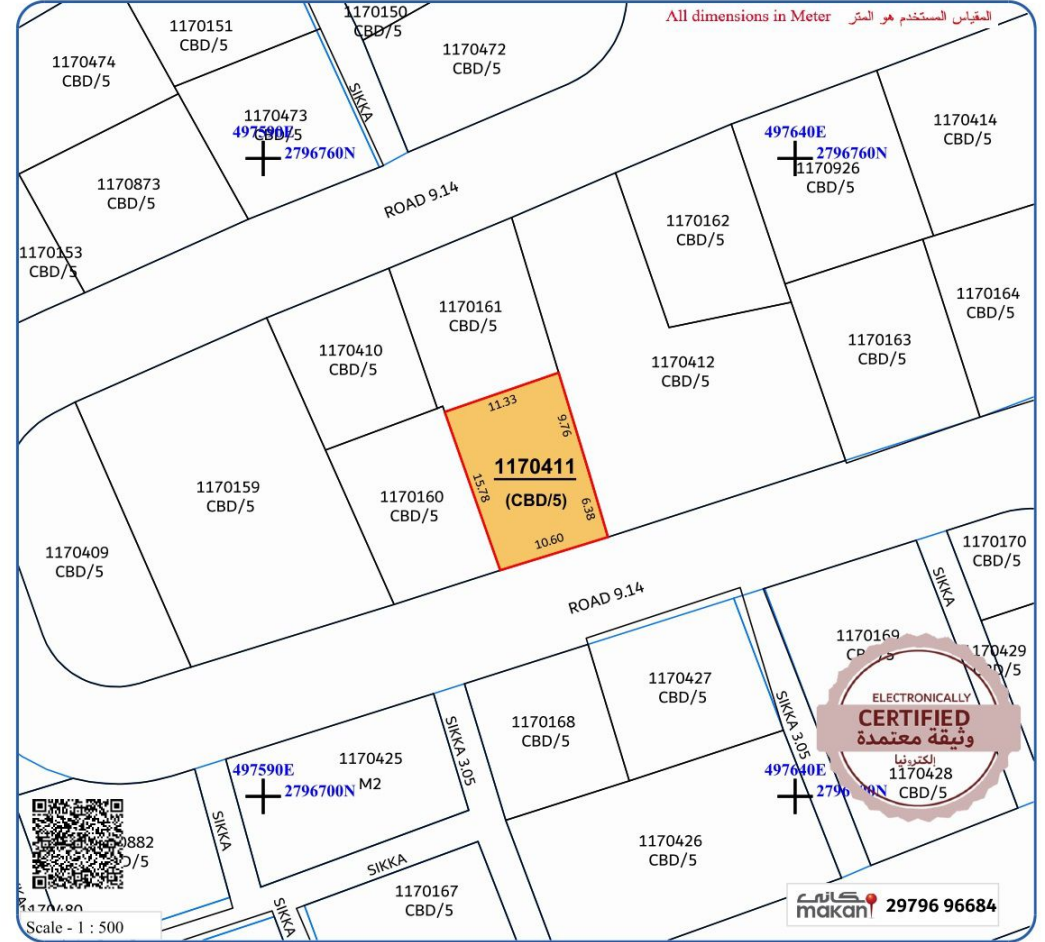 All dimensions in Meter المقياس المستخدم هو المتر
1170151
CBD/5
1170150
CBD/5
1170472
CBD/5
1170474
CBD/5
SIKKA
1170473
CBD/5
497590E
2796760N
497640E
2796760N
1170926
CBD/5
1170414
CBD/5
1170873
CBD/5
ROAD 9.14
1170153
CBD/5
1170162
CBD/5
1170161
CBD/5
1170164
CBD/5
1170410
CBD/5
1170163
CBD/5
1170412
CBD/5
11.33
9.76
1170411
(CBD/5)
15.78
6.38
10.60
1170159
CBD/5
1170160
CBD/5
1170409
CBD/5
1170170
CBD/5
SIKKA
ROAD 9.14
1170169
CBD/5
1170429
1170427
CBD/5
ELECTRONICALLY
CERTIFIED
وثيقة معتمدة
إلكترونيا
1170168
CBD/5
SIKKA 3.05
SIKKA 3.05
1170425
M2
497590E
2796700N
497640E
1170428
CBD/5
SIKKA
1170426
CBD/5
SIKKA
1170167
CBD/5
SIKKA
مكاني
makani
29796 96684
Scale - 1 : 500